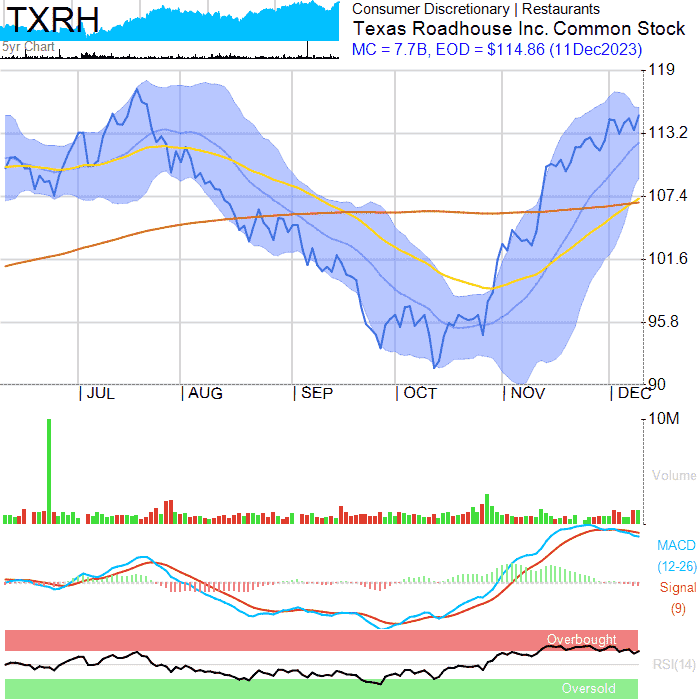 TXRH
5yr Chart
Consumer Discretionary | Restaurants
Texas Roadhouse Inc. Common Stock
MC = 7.7B, EOD = $114.86 (11Dec2023)
119
113.2
107.4
101.6
95.8
90
| JUL | AUG | SEP | OCT | NOV | DEC
10M
Volume
MACD
(12-26)
Signal
(9)
Overbought
RSI(14)
Oversold